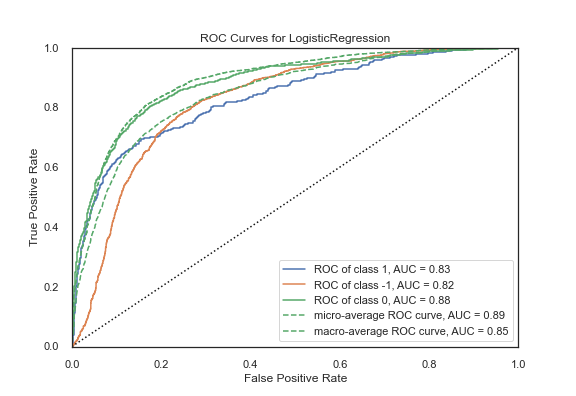 ROC Curves for LogisticRegression
1.0
0.8
0.6
0.4
0.2
0.0
True Positive Rate
ROC of class 1, AUC = 0.83
ROC of class -1, AUC = 0.82
ROC of class 0, AUC = 0.88
micro-average ROC curve, AUC = 0.89
macro-average ROC curve, AUC = 0.85
0.0 0.2 0.4 0.6 0.8 1.0
False Positive Rate